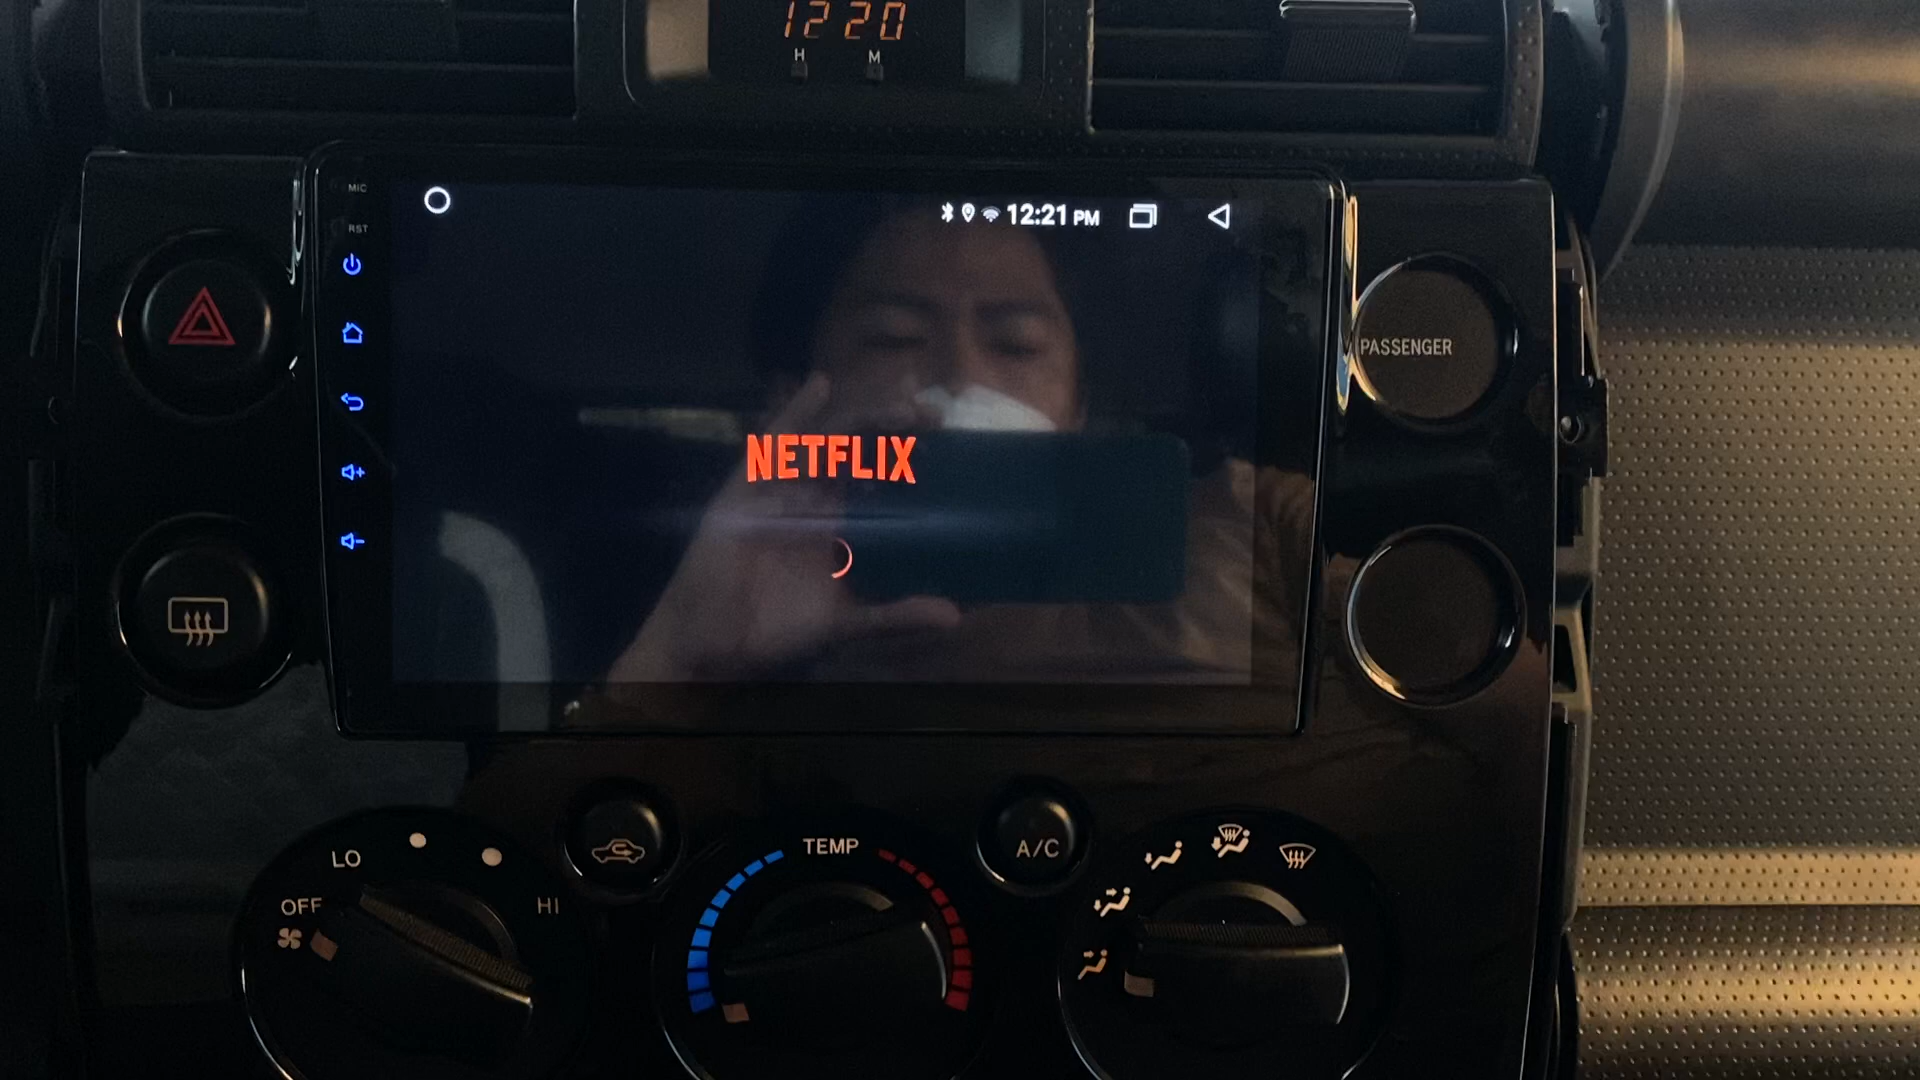 12 20
H M
MIC
12:21 PM
RST
PASSENGER
NETFLIX
TEMP
A/C
LO
OFF
HI